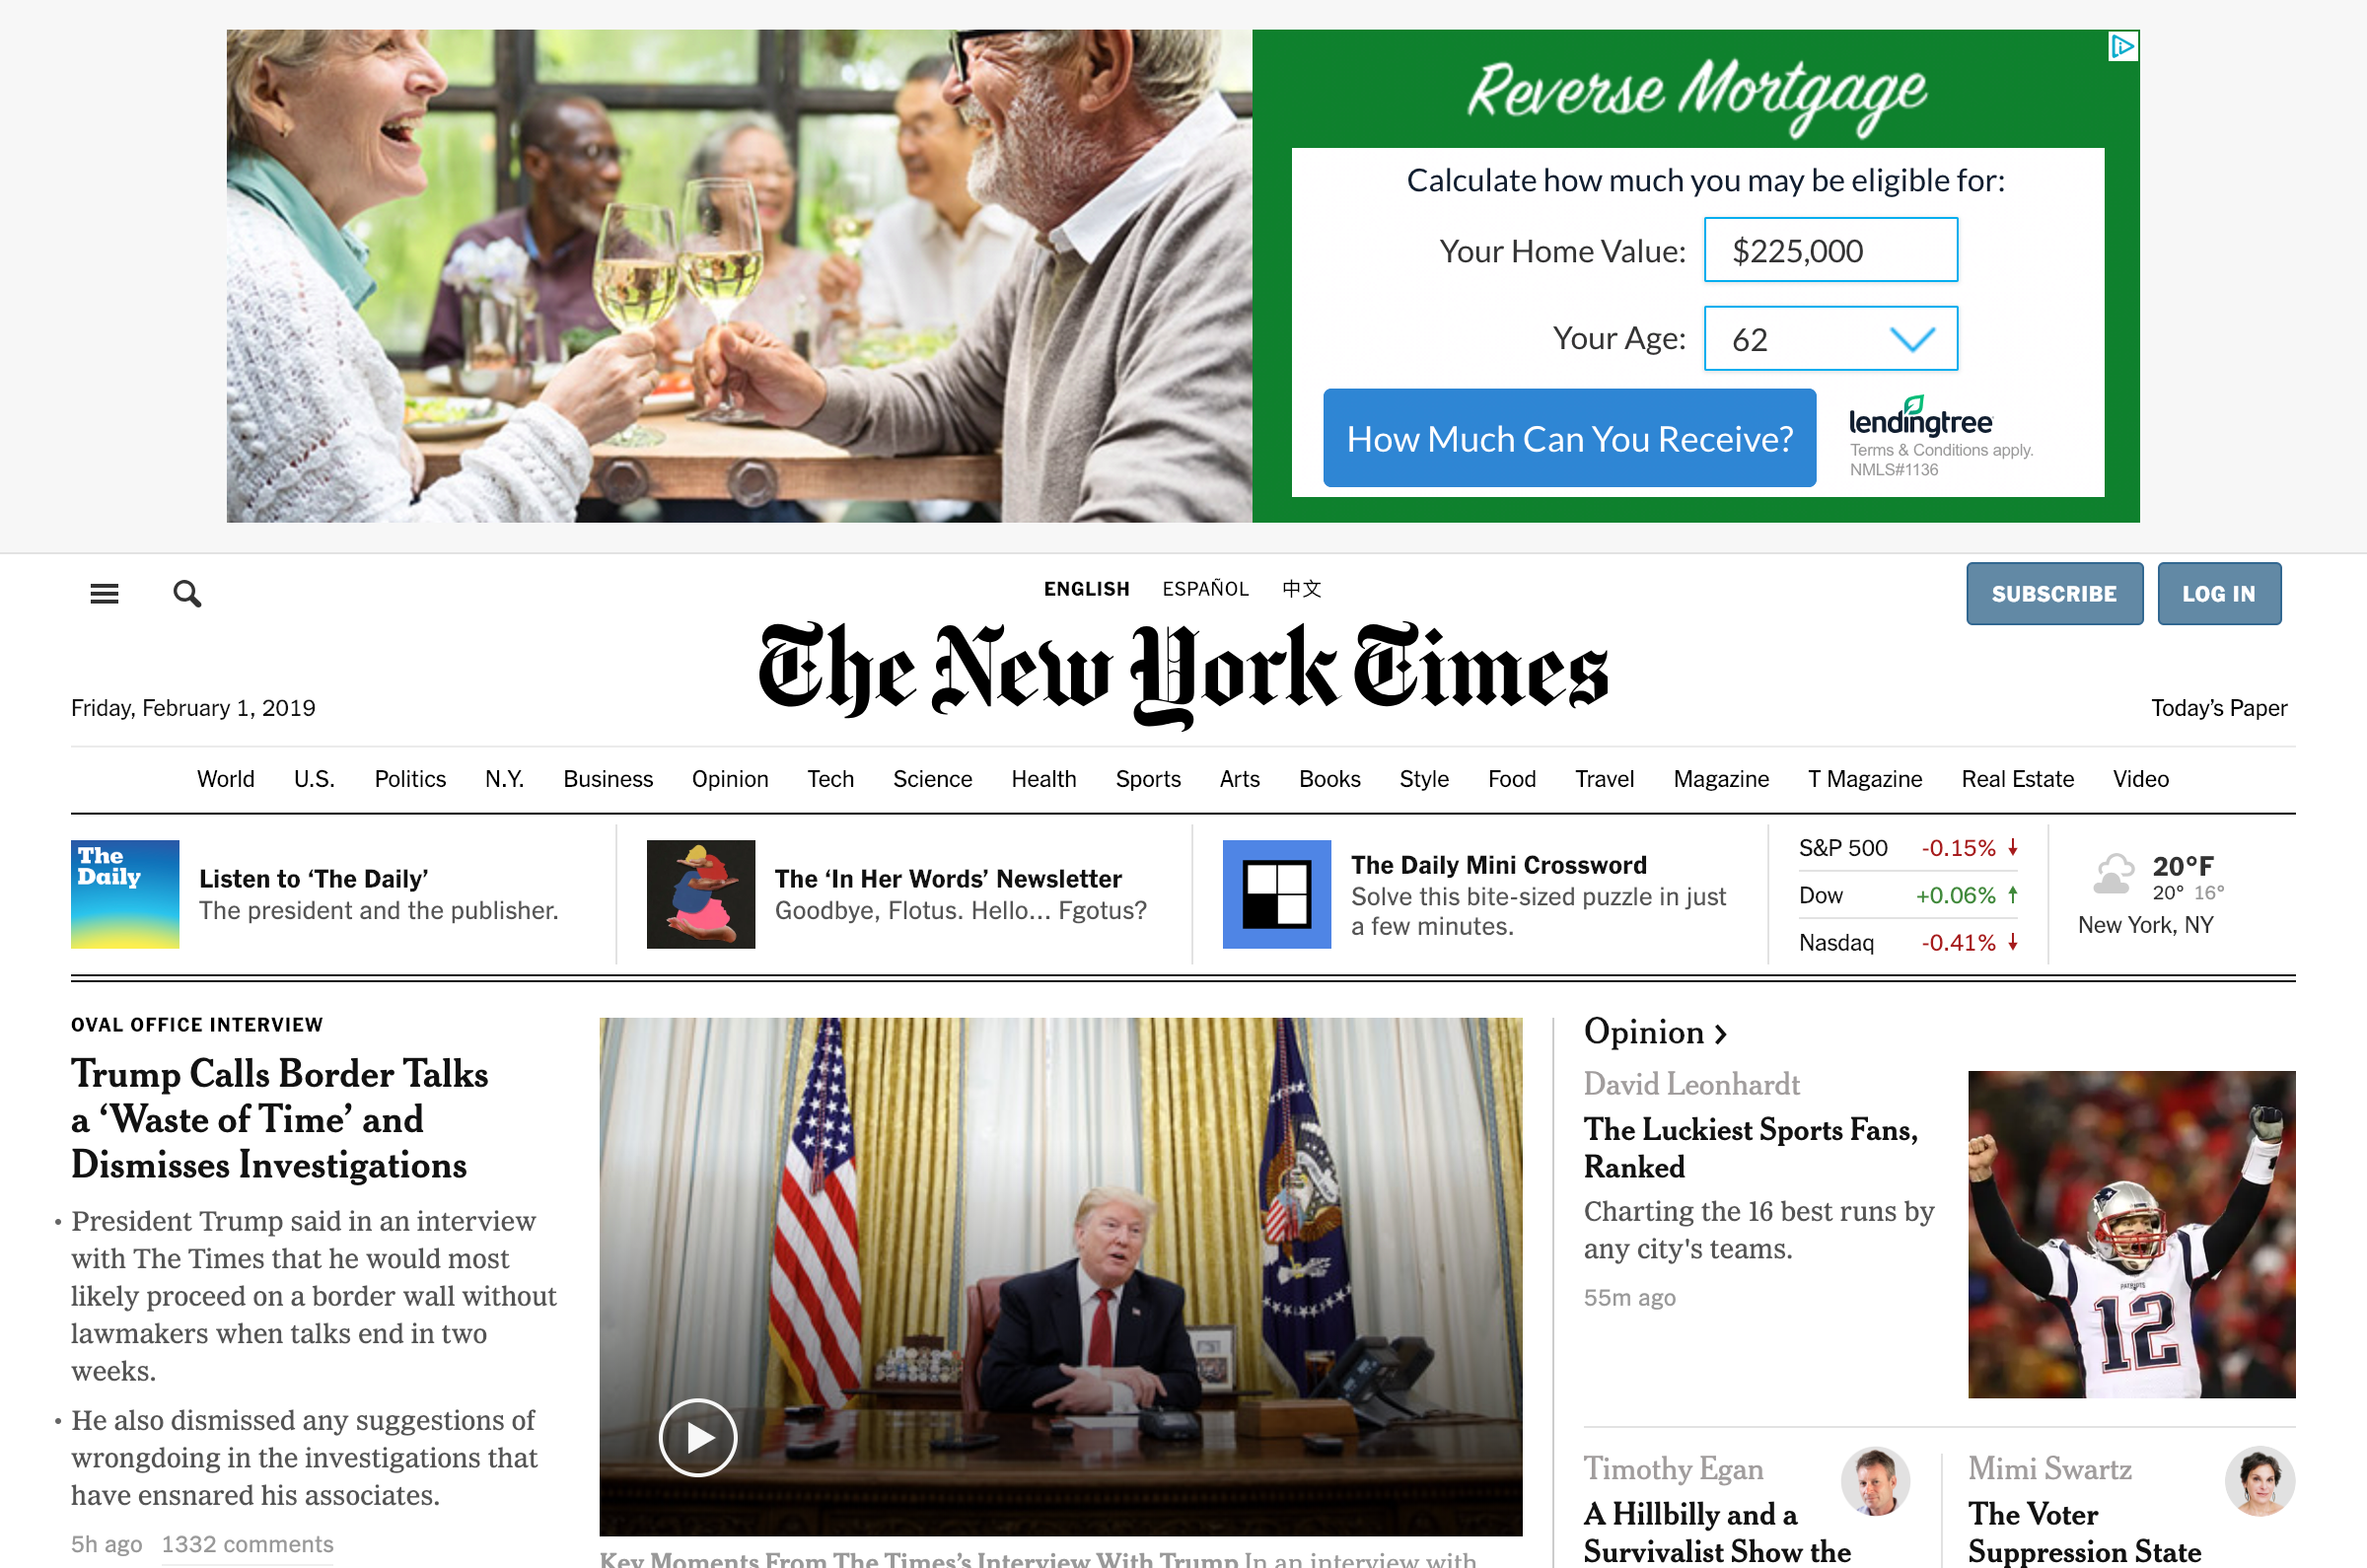 Reverse Mortgage
Calculate how much you may be eligible for:
Your Home Value: $225,000
Your Age: 62
How Much Can You Receive?
lendingtree
Terms & Conditions apply.
NMLS#1136
ENGLISH ESPAÑOL 中文
SUBSCRIBE LOG IN
The New York Times
Friday, February 1, 2019
Today's Paper
World U.S. Politics N.Y. Business Opinion Tech Science Health Sports Arts Books Style Food Travel Magazine T Magazine Real Estate Video
The
Daily
Listen to ‘The Daily’
The president and the publisher.
The ‘In Her Words’ Newsletter
Goodbye, Flotus. Hello... Fgotus?
The Daily Mini Crossword
Solve this bite-sized puzzle in just
a few minutes.
S&P 500 -0.15%
Dow +0.06%
Nasdaq -0.41%
20°F
20° 16°
New York, NY
OVAL OFFICE INTERVIEW
Trump Calls Border Talks
a ‘Waste of Time’ and
Dismisses Investigations
• President Trump said in an interview
with The Times that he would most
likely proceed on a border wall without
lawmakers when talks end in two
weeks.
• He also dismissed any suggestions of
wrongdoing in the investigations that
have ensnared his associates.
5h ago 1332 comments
Key Moments From The Times’s Interview With Trump In an interview with
Opinion
David Leonhardt
The Luckiest Sports Fans,
Ranked
Charting the 16 best runs by
any city's teams.
55m ago
PATRIOTS
12
Timothy Egan
A Hillbilly and a
Survivalist Show the
Mimi Swartz
The Voter
Suppression State